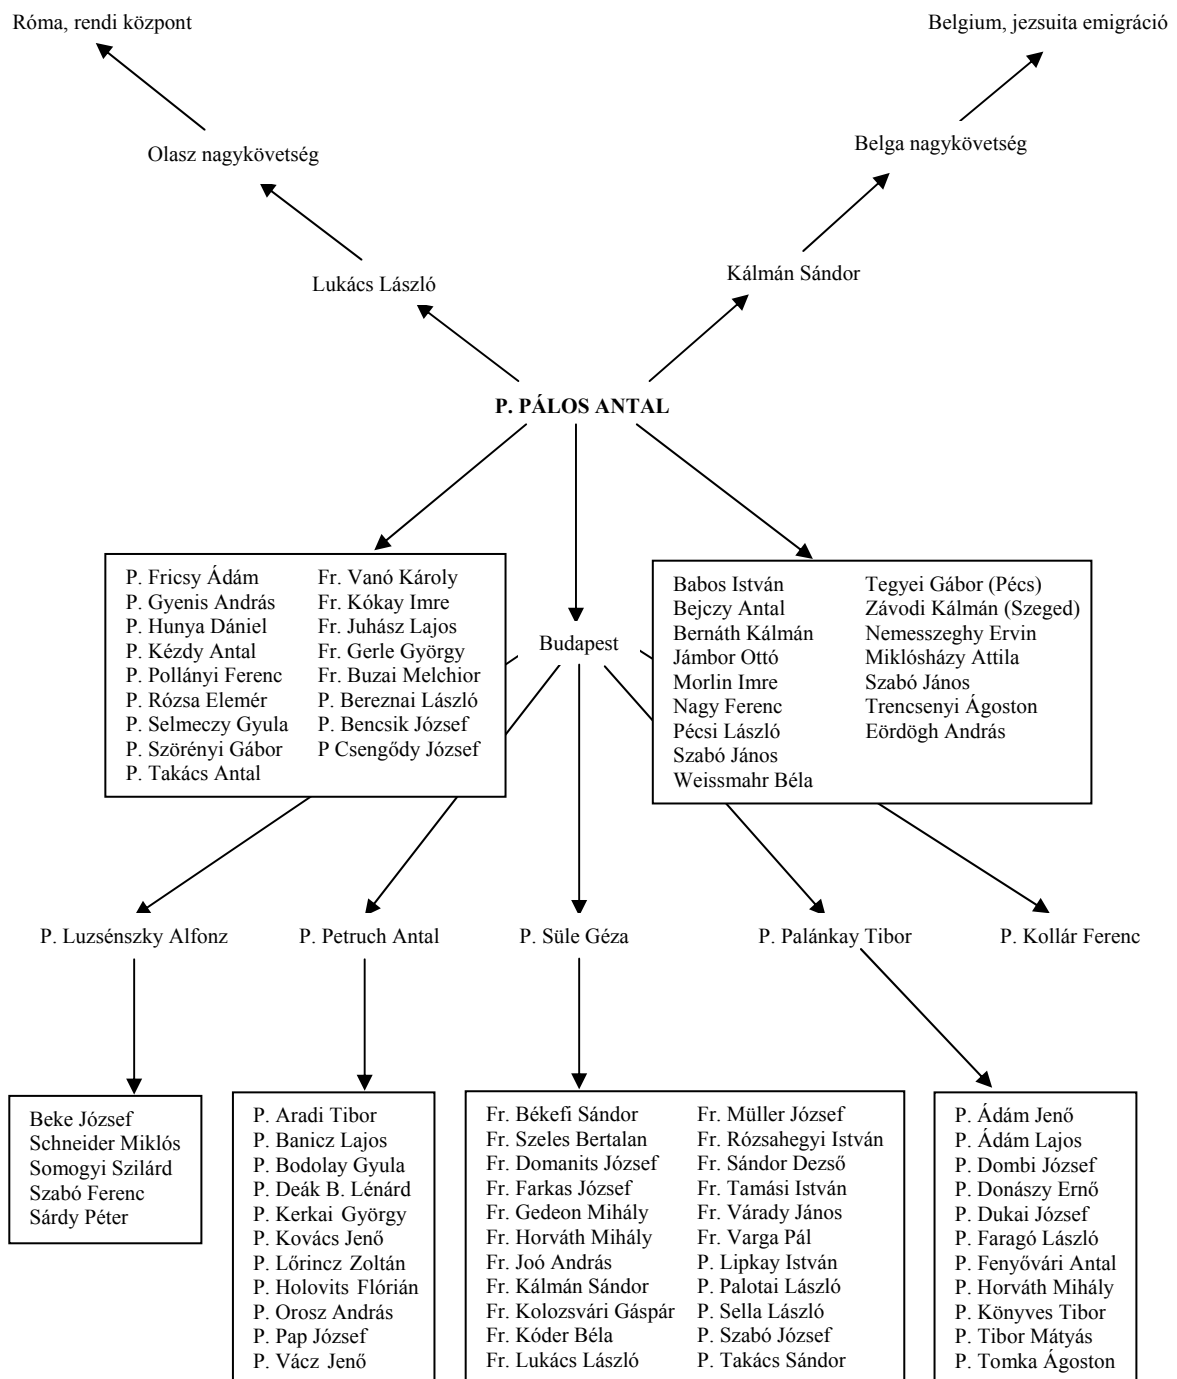 Róma, rendi központ
Belgium, jezsuita emigráció
Olasz nagykövetség
Belga nagykövetség
Lukács László
Kálmán Sándor
P. PÁLOS ANTAL
P. Fricsy Ádám
P. Gyenis András
P. Hunya Dániel
P. Kézdy Antal
P. Pollányi Ferenc
P. Rózsa Elemér
P. Selmeczy Gyula
P. Szörényi Gábor
P. Takács Antal
Fr. Vanó Károly
Fr. Kókay Imre
Fr. Juhász Lajos
Fr. Gerle György
Fr. Buzai Melchior
P. Bereznai László
P. Bencsik József
P Csengődy József
Budapest
Babos István
Bejczy Antal
Bernáth Kálmán
Jámbor Ottó
Morlin Imre
Nagy Ferenc
Pécsi László
Szabó János
Weissmahr Béla
Tegyei Gábor (Pécs)
Závodi Kálmán (Szeged)
Nemesszeghy Ervin
Miklósházy Attila
Szabó János
Trencsenyi Ágoston
Eördögh András
P. Luzsénszky Alfonz
P. Petruch Antal
P. Süle Géza
P. Palánkay Tibor
P. Kollár Ferenc
Beke József
Schneider Miklós
Somogyi Szilárd
Szabó Ferenc
Sárdy Péter
P. Aradi Tibor
P. Banicz Lajos
P. Bodolay Gyula
P. Deák B. Lénárd
P. Kerkai György
P. Kovács Jenő
P. Lőrincz Zoltán
P. Holovits Flórián
P. Orosz András
P. Pap József
P. Vácz Jenő
Fr. Békefi Sándor
Fr. Szeles Bertalan
Fr. Domanits József
Fr. Farkas József
Fr. Gedeon Mihály
Fr. Horváth Mihály
Fr. Joó András
Fr. Kálmán Sándor
Fr. Kolozsvári Gáspár
Fr. Kóder Béla
Fr. Lukács László
Fr. Müller József
Fr. Rózsahegyi István
Fr. Sándor Dezső
Fr. Tamási István
Fr. Várady János
Fr. Varga Pál
P. Lipkay István
P. Palotai László
P. Sella László
P. Szabó József
P. Takács Sándor
P. Ádám Jenő
P. Ádám Lajos
P. Dombi József
P. Donászy Ernő
P. Dukai József
P. Faragó László
P. Fenyővári Antal
P. Horváth Mihály
P. Könyves Tibor
P. Tibor Mátyás
P. Tomka Ágoston